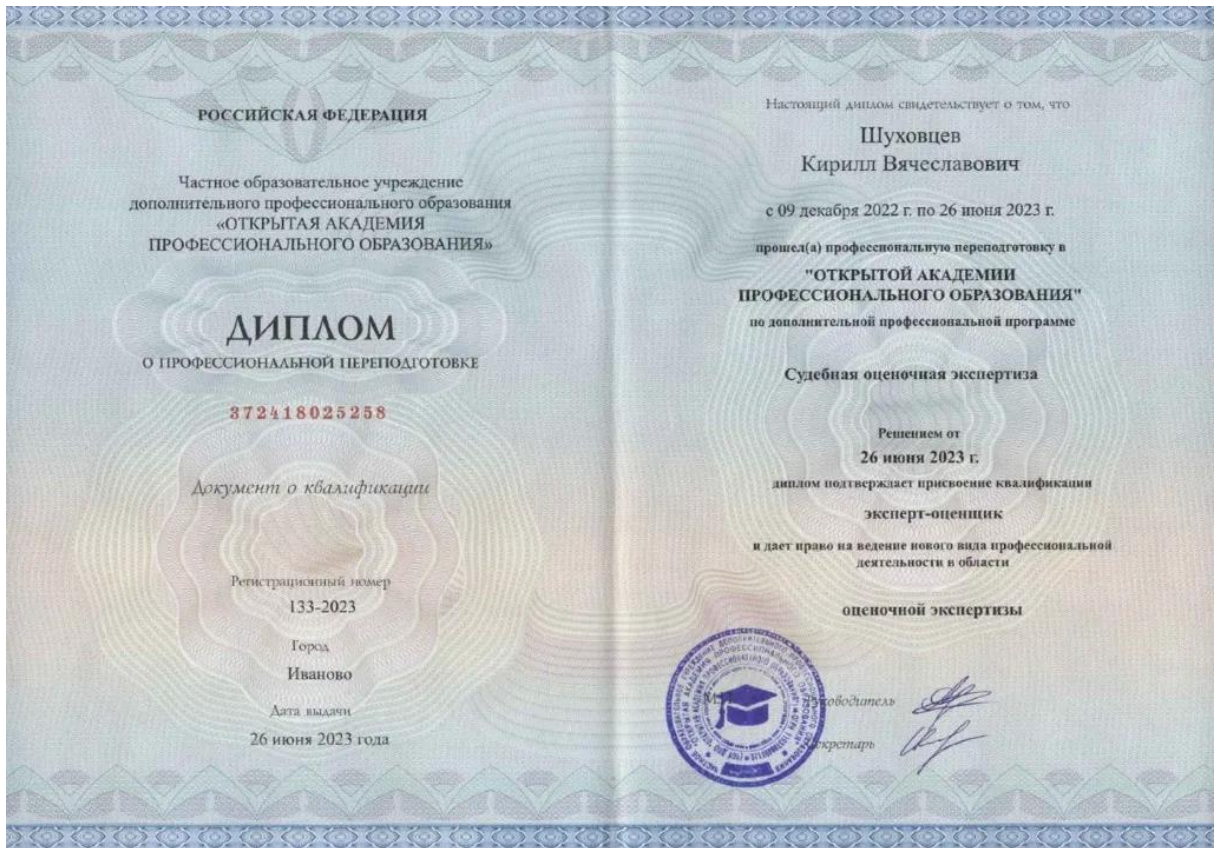 РОССИЙСКАЯ ФЕДЕРАЦИЯ
Частное образовательное учреждение
дополнительного профессионального образования
«ОТКРЫТАЯ АКАДЕМИЯ
ПРОФЕССИОНАЛЬНОГО ОБРАЗОВАНИЯ»
ДИПЛОМ
О ПРОФЕССИОНАЛЬНОЙ ПЕРЕПОДГОТОВКЕ
372418025258
Документ о квалификации
Регистрационный номер
133-2023
Город
Иваново
Дата выдачи
26 июня 2023 года
Настоящий диплом свидетельствует о том, что
Шуховцев
Кирилл Вячеславович
с 09 декабря 2022 г. по 26 июня 2023 г.
прошел(а) профессиональную переподготовку в
"ОТКРЫТОЙ АКАДЕМИИ
ПРОФЕССИОНАЛЬНОГО ОБРАЗОВАНИЯ"
по дополнительной профессиональной программе
Судебная оценочная экспертиза
Решением от
26 июня 2023 г.
диплом подтверждает присвоение квалификации
эксперт-оценщик
и дает право на ведение нового вида профессиональной
деятельности в области
оценочной экспертизы
Руководитель
Секретарь